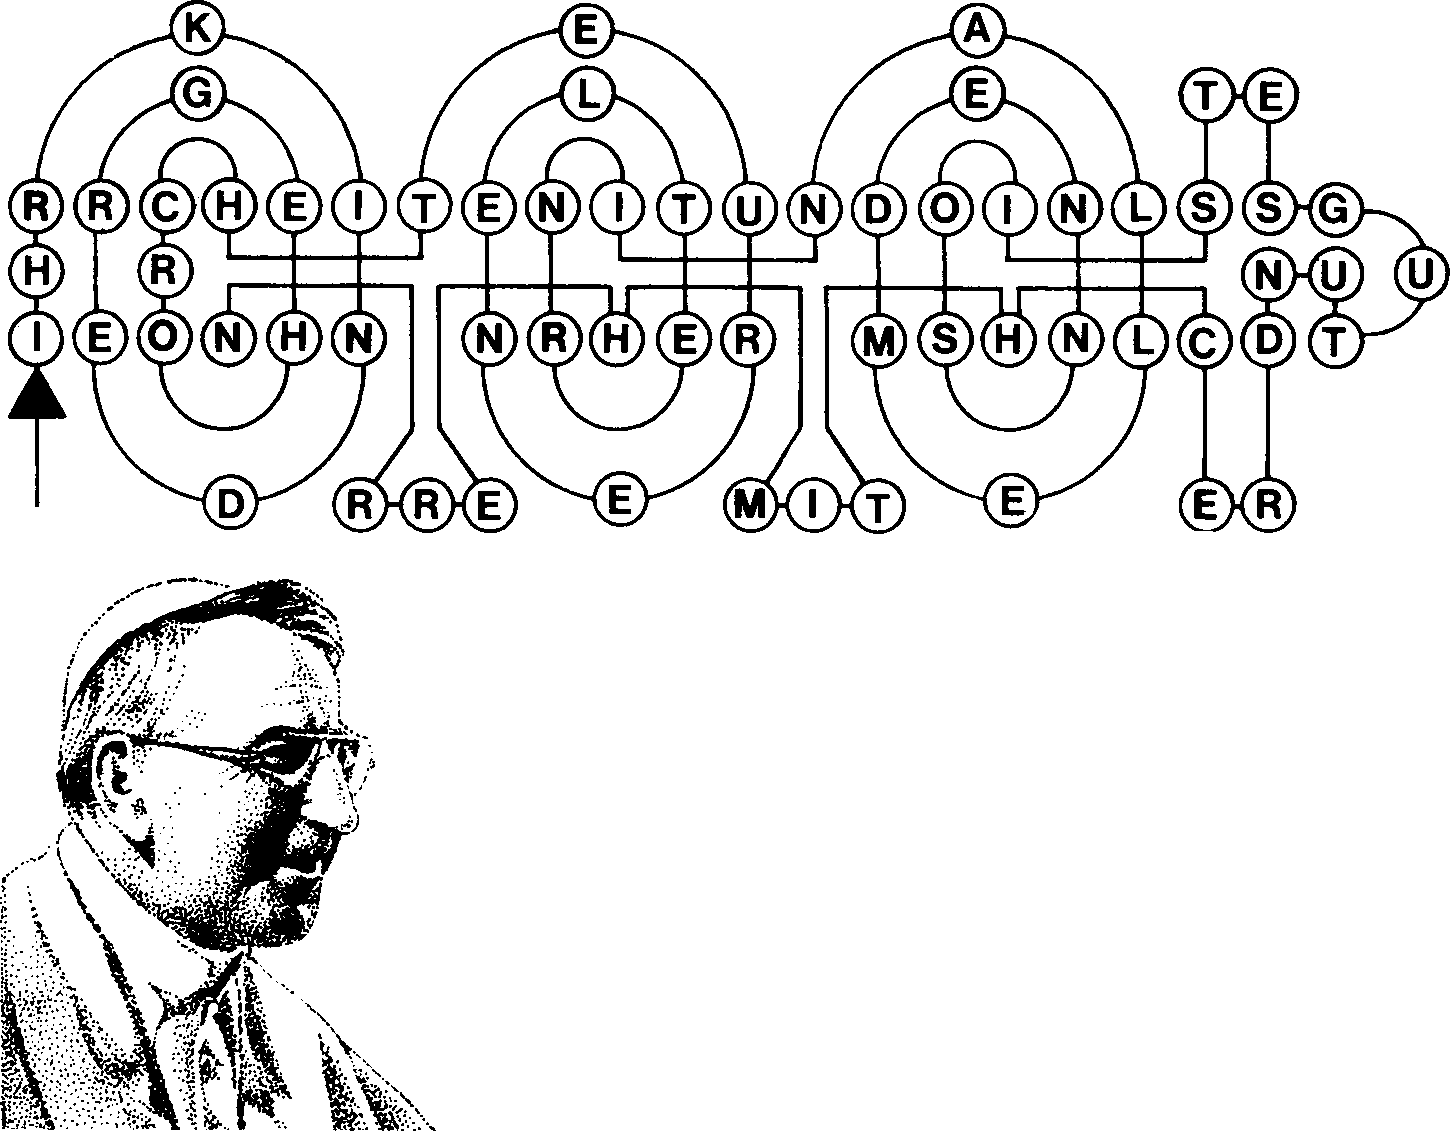 K E A
G L E T E
R R C H E I T E N I T U N D O I N L S S G
H R N U U
I E O N H N N R H E R M S H N L C D T
D R R E E M I T E E R